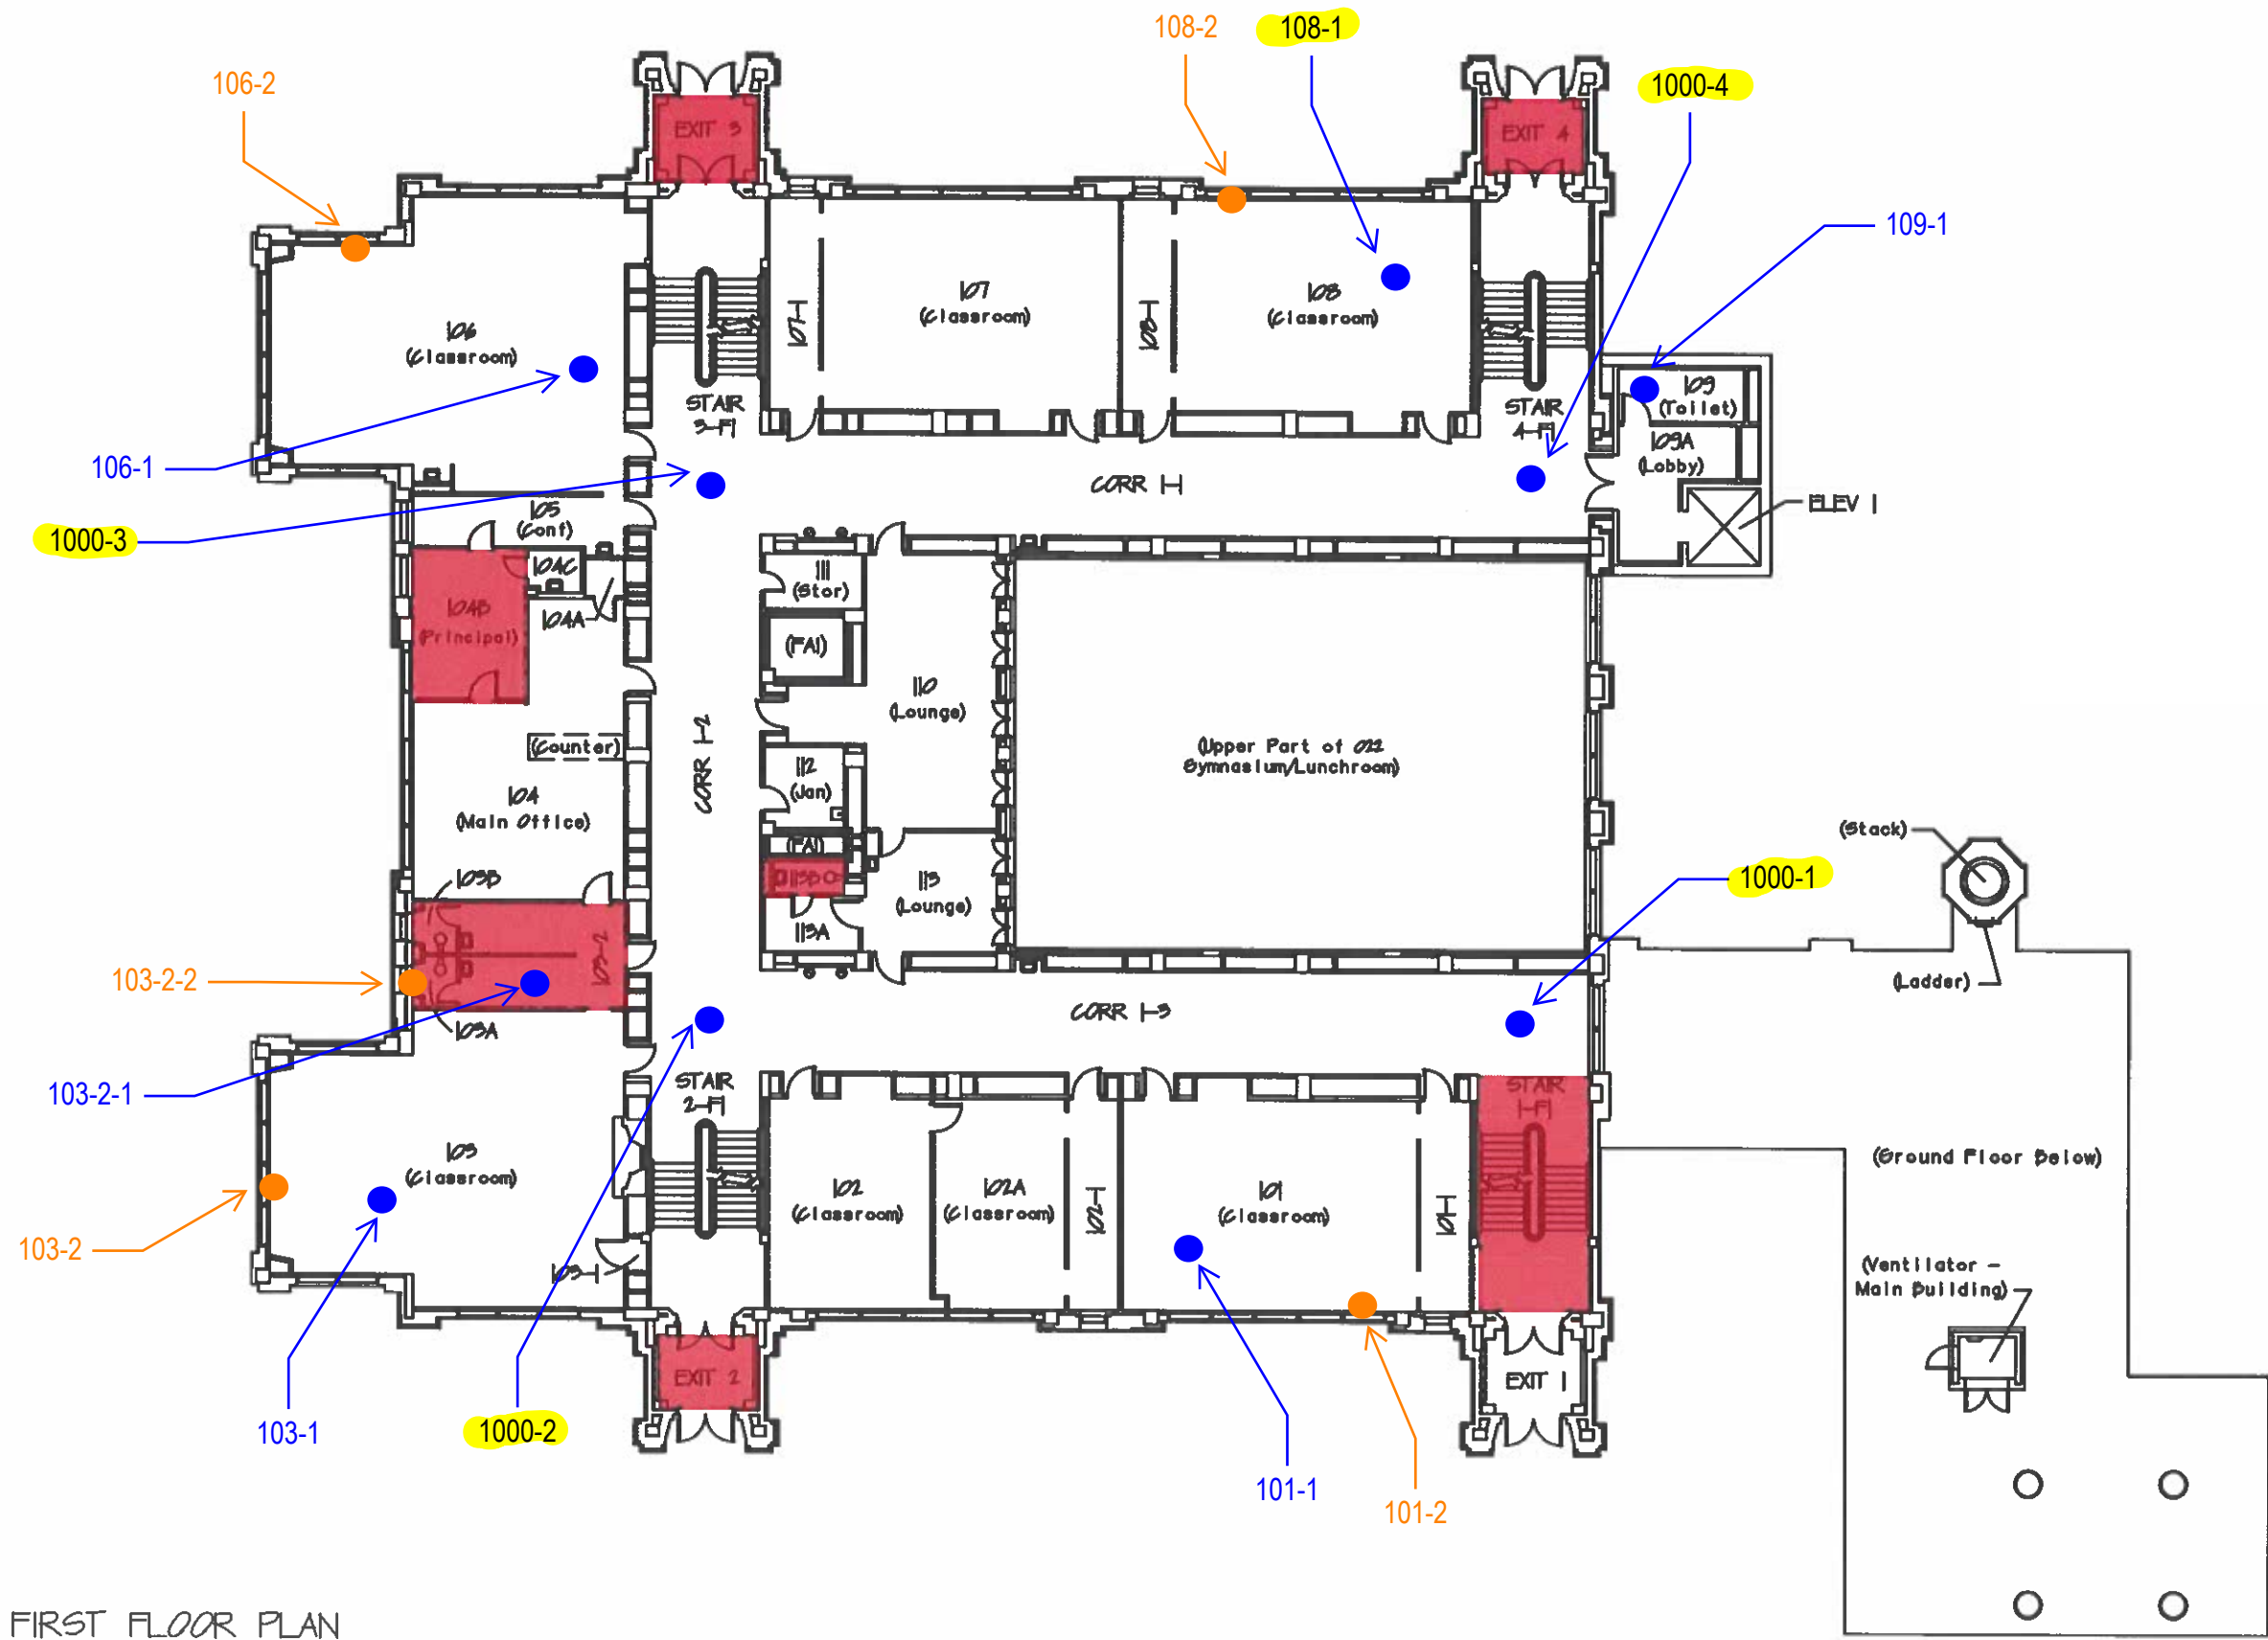 108-2
108-1
106-2
1000-4
EXIT 3
EXIT 4
109-1
107
(Classroom)
108
(Classroom)
107-1
108-1
106
(Classroom)
109
(Toilet)
STAIR
3-F1
STAIR
4-F1
109A
(Lobby)
106-1
CORR 1-1
ELEV 1
105
(Conf)
1000-3
104C
111
(Stor)
104B
(Principal)
104A
(FAI)
110
(Lounge)
CORR 1-2
(Counter)
(Upper Part of 022
Gymnasium/Lunchroom)
112
(Jan)
104
(Main Office)
(Stack)
(FAI)
103B
113B
113
(Lounge)
1000-1
113A
103-2
103-2-2
(Ladder)
CORR 1-3
103A
103-2-1
STAIR
2-F1
STAIR
1-F1
103
(Classroom)
(Ground Floor Below)
102
(Classroom)
102A
(Classroom)
102-1
101
(Classroom)
101-1
103-2
103-1
(Ventilator -
Main Building)
EXIT 2
EXIT 1
103-1
1000-2
101-1
101-2
FIRST FLOOR PLAN